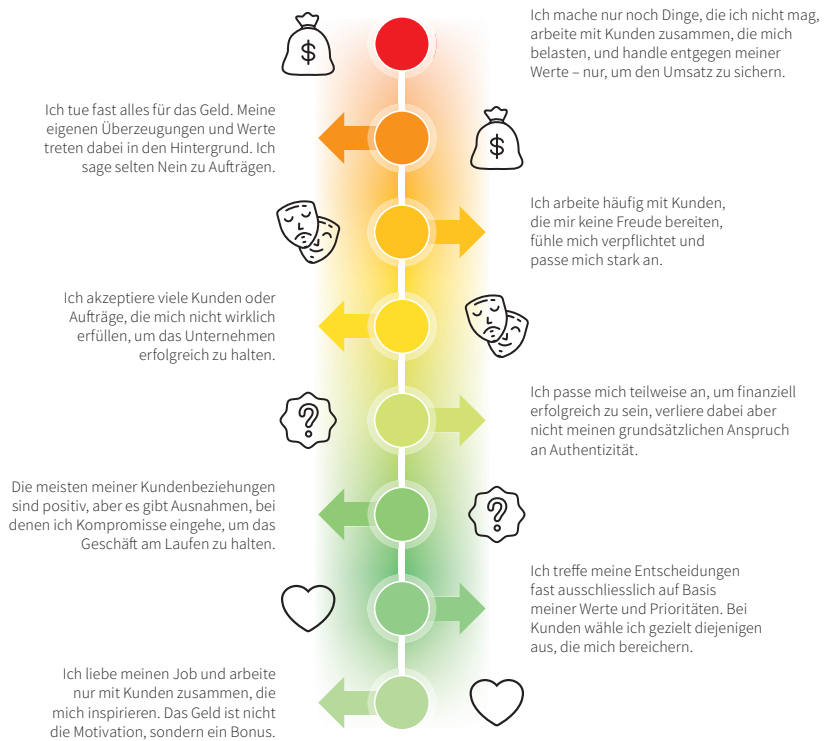 Ich mache nur noch Dinge, die ich nicht mag,
arbeite mit Kunden zusammen, die mich
belasten, und handle entgegen meiner
Werte – nur, um den Umsatz zu sichern.
$
Ich tue fast alles für das Geld. Meine
eigenen Überzeugungen und Werte
treten dabei in den Hintergrund. Ich
sage selten Nein zu Aufträgen.
$
Ich arbeite häufig mit Kunden,
die mir keine Freude bereiten,
fühle mich verpflichtet und
passe mich stark an.
Ich akzeptiere viele Kunden oder
Aufträge, die mich nicht wirklich
erfüllen, um das Unternehmen
erfolgreich zu halten.
Ich passe mich teilweise an, um finanziell
erfolgreich zu sein, verliere dabei aber
nicht meinen grundsätzlichen Anspruch
an Authentizität.
?
Die meisten meiner Kundenbeziehungen
sind positiv, aber es gibt Ausnahmen, bei
denen ich Kompromisse eingehe, um das
Geschäft am Laufen zu halten.
?
Ich treffe meine Entscheidungen
fast ausschliesslich auf Basis
meiner Werte und Prioritäten. Bei
Kunden wähle ich gezielt diejenigen
aus, die mich bereichern.
Ich liebe meinen Job und arbeite
nur mit Kunden zusammen, die
mich inspirieren. Das Geld ist nicht
die Motivation, sondern ein Bonus.